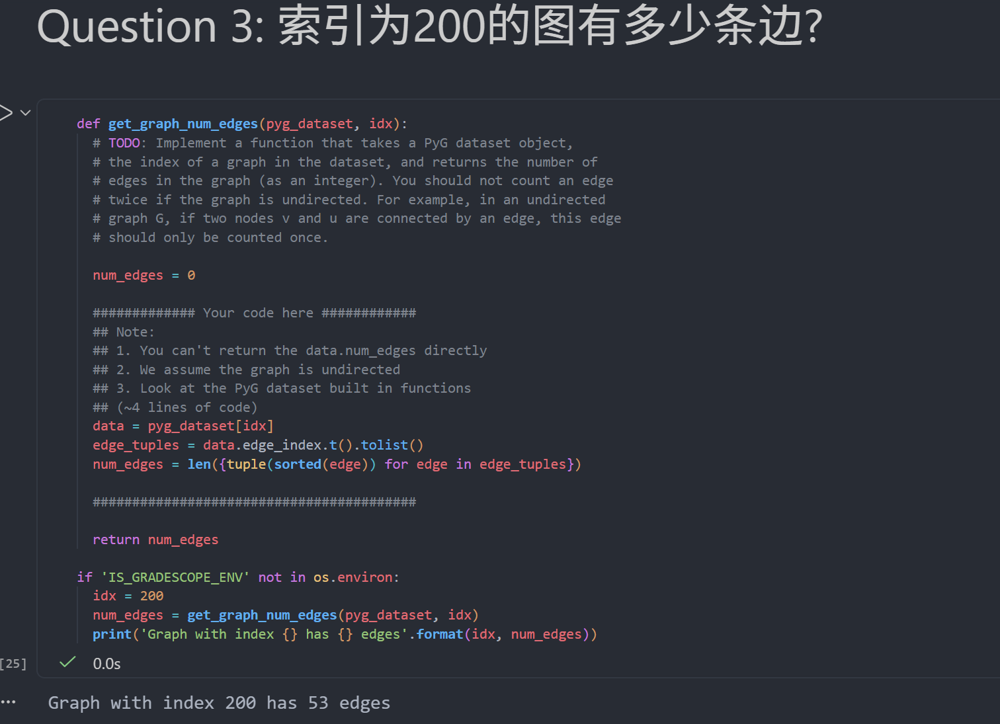 Question 3: 索引为200的图有多少条边?
def get_graph_num_edges(pyg_dataset, idx):
# TODO: Implement a function that takes a PyG dataset object,
# the index of a graph in the dataset, and returns the number of
# edges in the graph (as an integer). You should not count an edge
# twice if the graph is undirected. For example, in an undirected
# graph G, if two nodes v and u are connected by an edge, this edge
# should only be counted once.
num_edges = 0
############# Your code here ############
## Note:
## 1. You can't return the data.num_edges directly
## 2. We assume the graph is undirected
## 3. Look at the PyG dataset built in functions
## (~4 lines of code)
data = pyg_dataset[idx]
edge_tuples = data.edge_index.t().tolist()
num_edges = len({tuple(sorted(edge)) for edge in edge_tuples})
#########################################
return num_edges
if 'IS_GRADESCOPE_ENV' not in os.environ:
idx = 200
num_edges = get_graph_num_edges(pyg_dataset, idx)
print('Graph with index {} has {} edges'.format(idx, num_edges))
[25]
0.0s
...
Graph with index 200 has 53 edges